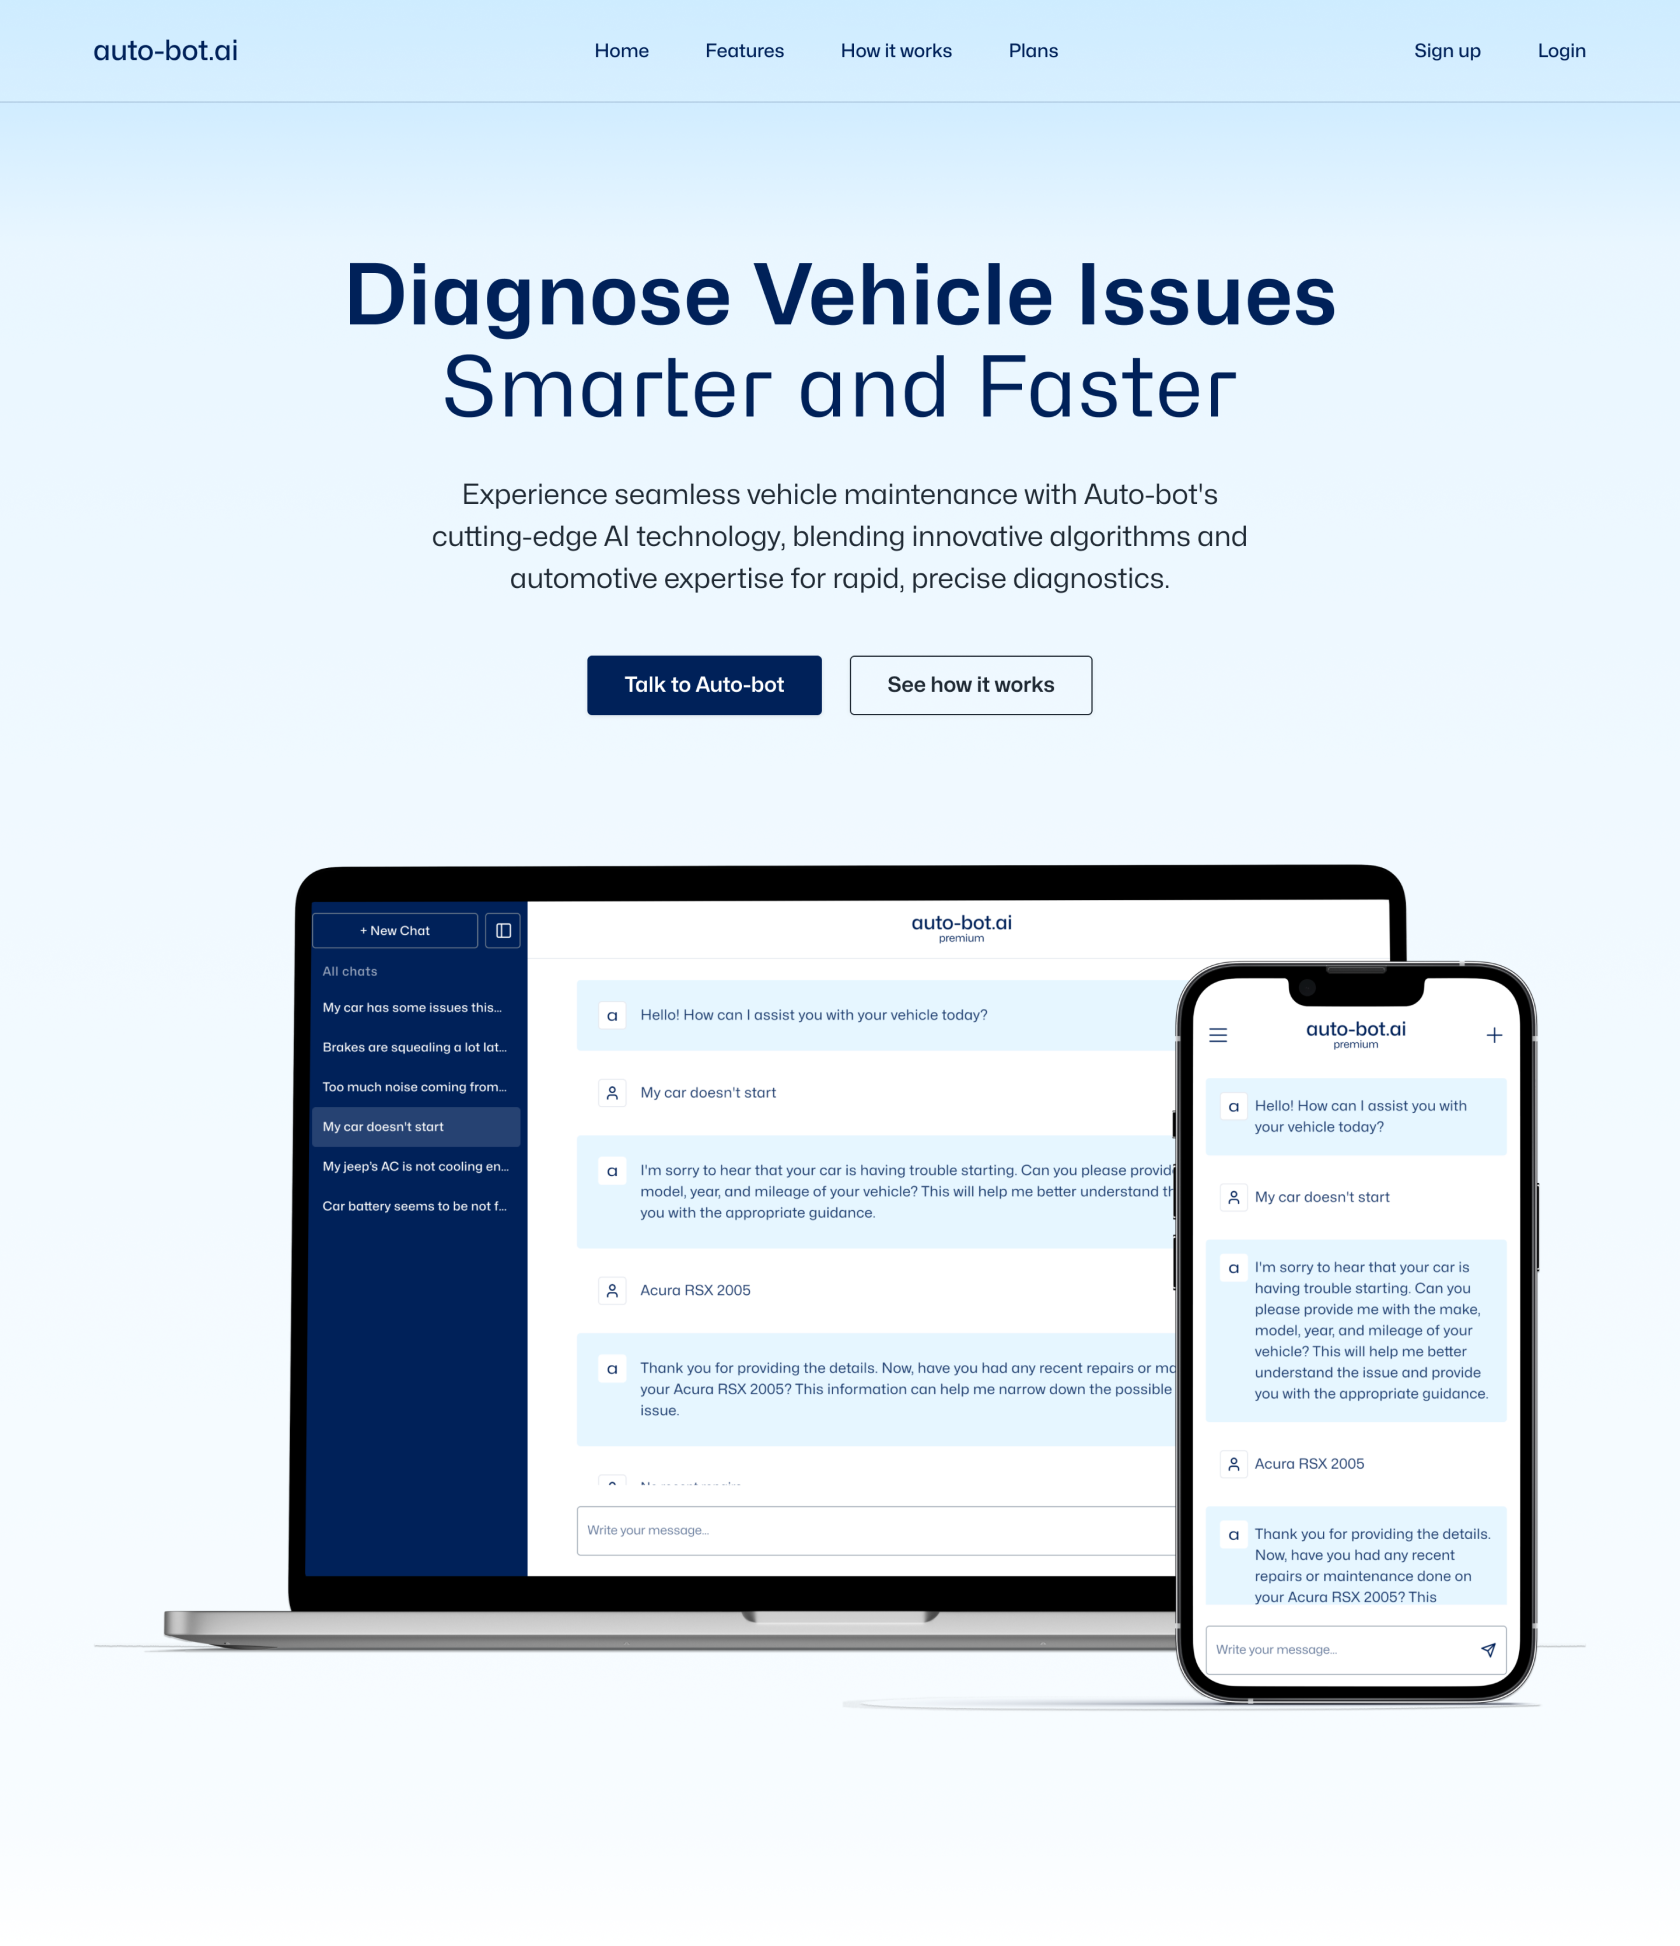 auto-bot.ai
Home
Features
How it works
Plans
Sign up
Login
Diagnose Vehicle Issues
Smarter and Faster
Experience seamless vehicle maintenance with Auto-bot's
cutting-edge AI technology, blending innovative algorithms and
automotive expertise for rapid, precise diagnostics.
Talk to Auto-bot
See how it works
+ New Chat
All chats
My car has some issues this...
Brakes are squealing a lot lat...
Too much noise coming from...
My car doesn't start
My jeep's AC is not cooling en...
Car battery seems to be not f...
auto-bot.ai
premium
a
Hello! How can I assist you with your vehicle today?
My car doesn't start
a
I'm sorry to hear that your car is having trouble starting. Can you please provid
model, year, and mileage of your vehicle? This will help me better understand th
you with the appropriate guidance.
Acura RSX 2005
a
Thank you for providing the details. Now, have you had any recent repairs or ma
your Acura RSX 2005? This information can help me narrow down the possible
issue.
Write your message...
auto-bot.ai
premium
a
Hello! How can I assist you with
your vehicle today?
My car doesn't start
a
I'm sorry to hear that your car is
having trouble starting. Can you
please provide me with the make,
model, year, and mileage of your
vehicle? This will help me better
understand the issue and provide
you with the appropriate guidance.
Acura RSX 2005
a
Thank you for providing the details.
Now, have you had any recent
repairs or maintenance done on
your Acura RSX 2005? This
Write your message...